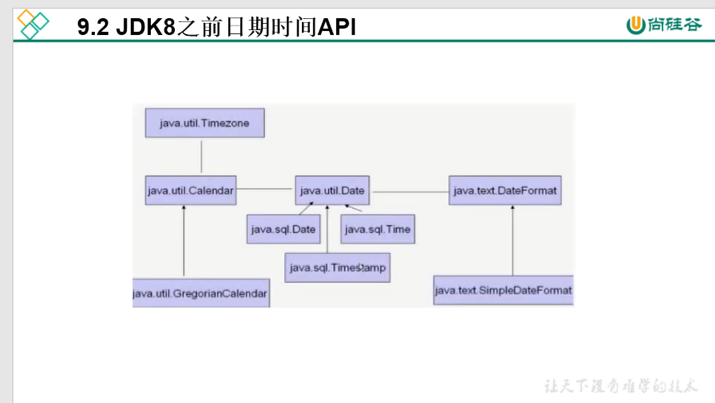 9.2 JDK8之前日期时间API
尚硅谷
java.util.Timezone
java.util.Calendar
java.util.Date
java.text.DateFormat
java.sql.Date
java.sql.Time
java.sql.Timestamp
java.util.GregorianCalendar
java.text.SimpleDateFormat
让天下没有难学的技术